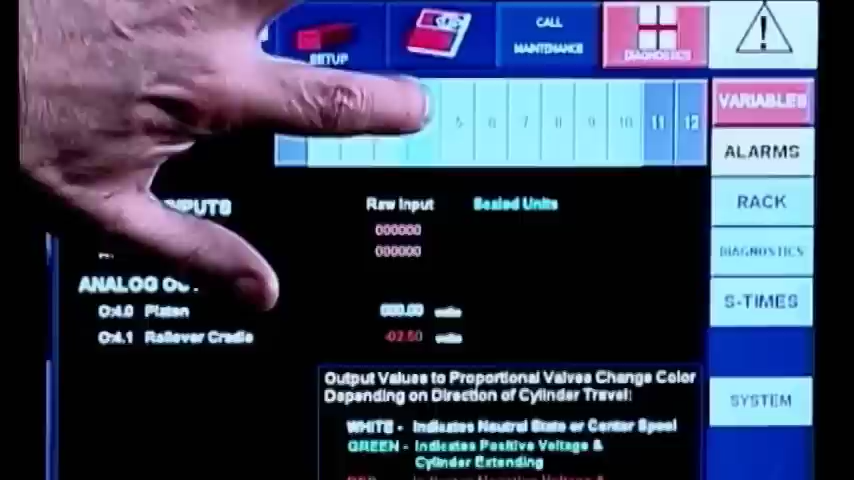 SETUP
CALL
MAINTENANCE
DIAGNOSTICS
VARIABLES
5 6 7 8 9 10 11 12
ALARMS
RACK
INPUTS Raw Input Scaled Units
000000
000000
DIAGNOSTICS
ANALOG OU
S-TIMES
O:4.0 Platen 000.00 volts
O:4.1 Rollover Cradle -02.50 volts
Output Values to Proportional Valves Change Color
Depending on Direction of Cylinder Travel:
SYSTEM
WHITE - Indicates Neutral State or Center Spool
GREEN - Indicates Positive Voltage &
Cylinder Extending